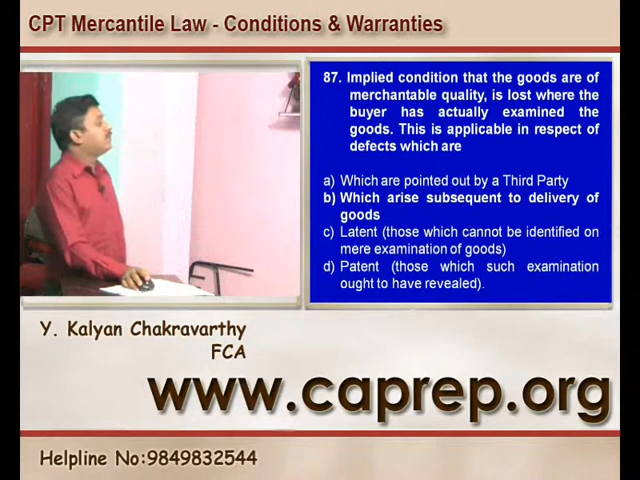 CPT Mercantile Law - Conditions & Warranties
87. Implied condition that the goods are of
merchantable quality, is lost where the
buyer has actually examined the
goods. This is applicable in respect of
defects which are
a) Which are pointed out by a Third Party
b) Which arise subsequent to delivery of
goods
c) Latent (those which cannot be identified on
mere examination of goods)
d) Patent (those which such examination
ought to have revealed).
Y. Kalyan Chakravarthy
FCA
www.caprep.org
Helpline No:9849832544